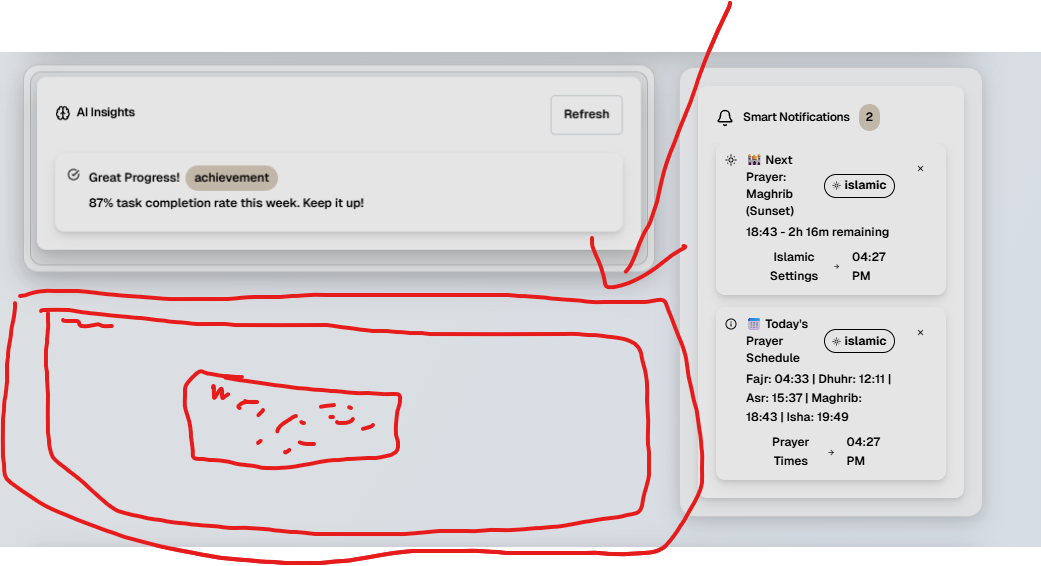 AI Insights
Refresh
Great Progress! achievement
87% task completion rate this week. Keep it up!
Smart Notifications 2
🕌 Next
Prayer:
Maghrib
(Sunset)
islamic
×
18:43 - 2h 16m remaining
Islamic
Settings
→
04:27
PM
📅 Today's
Prayer
Schedule
islamic
×
Fajr: 04:33 | Dhuhr: 12:11 |
Asr: 15:37 | Maghrib:
18:43 | Isha: 19:49
Prayer
Times
→
04:27
PM